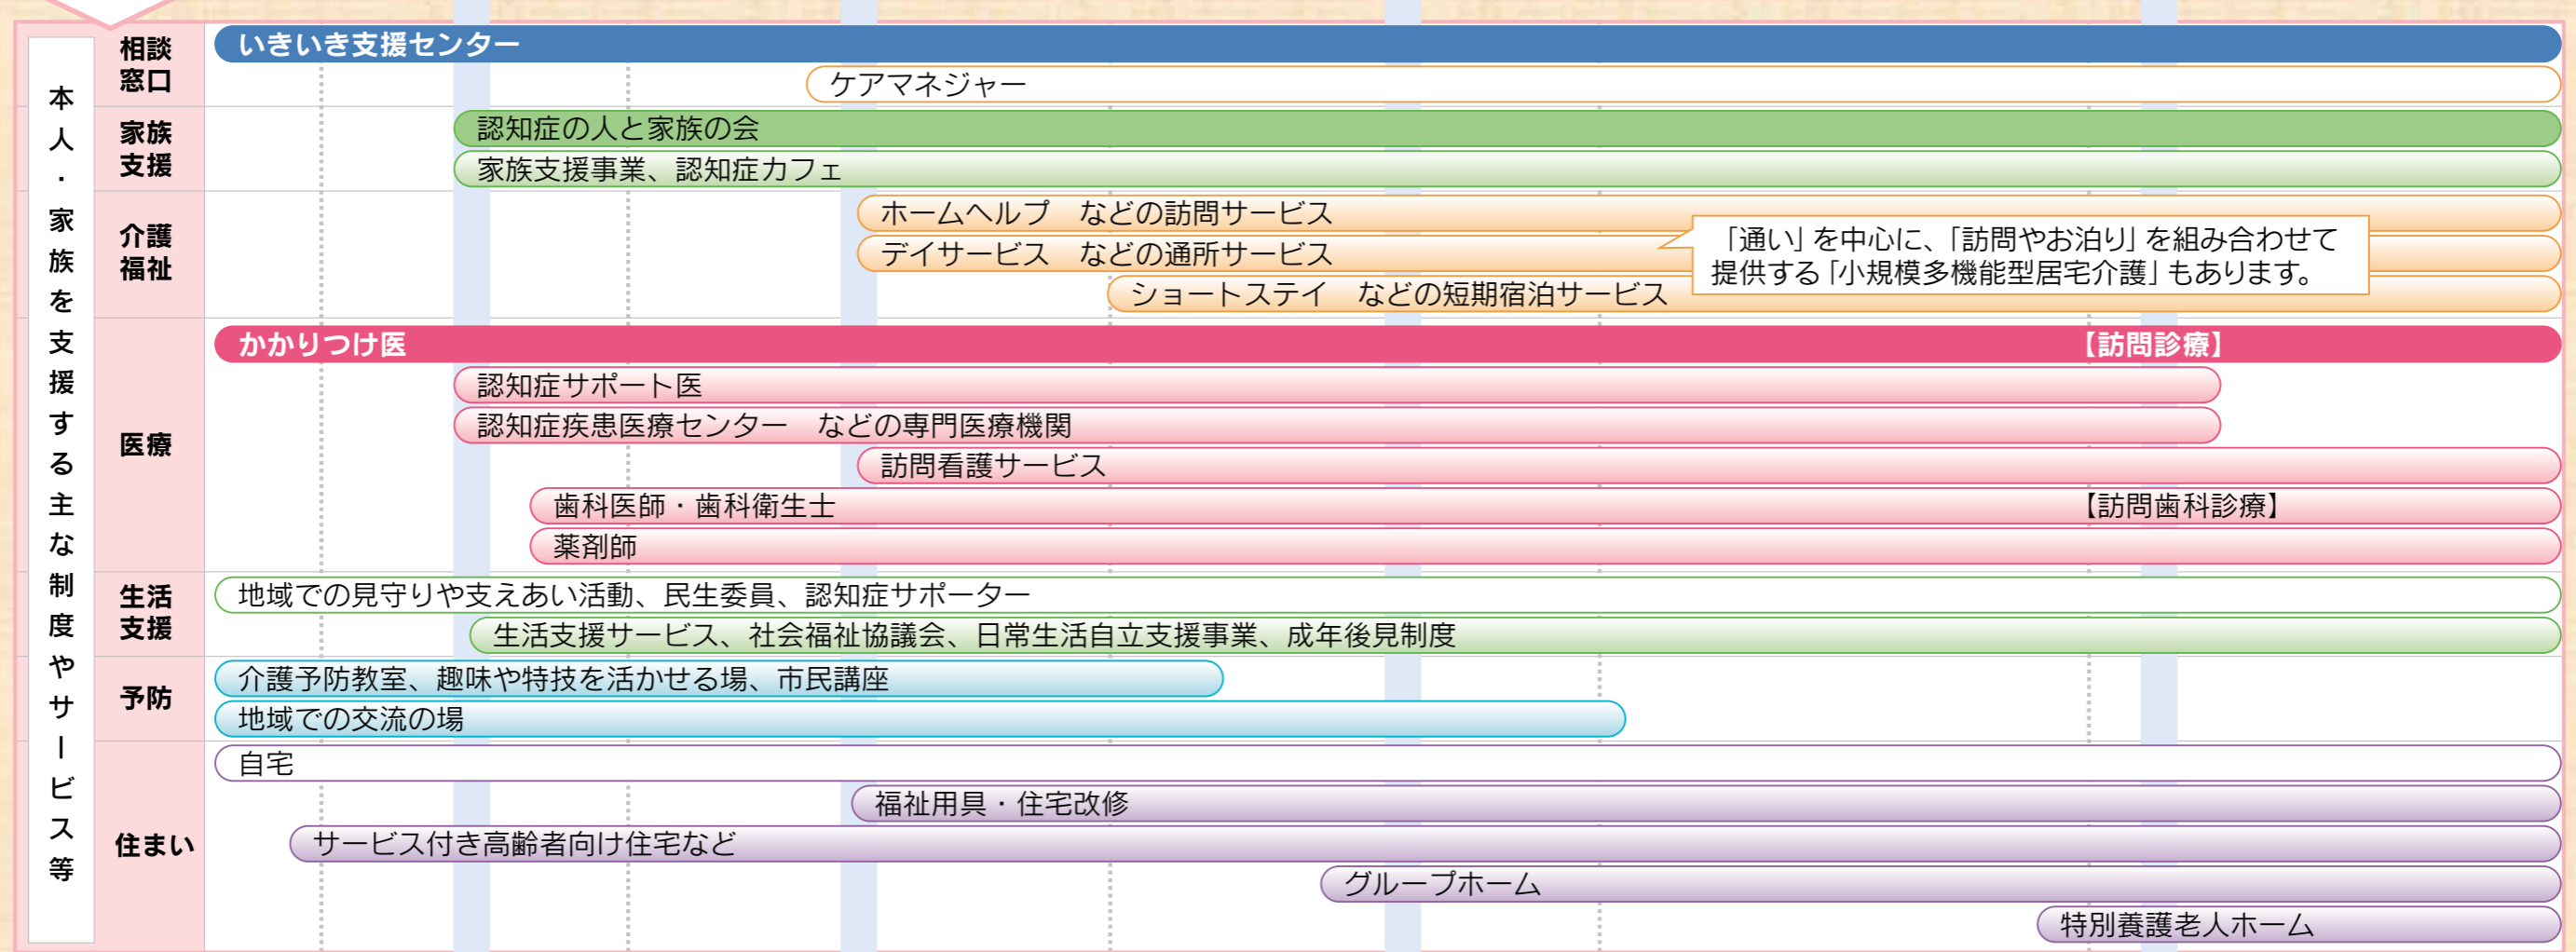 本人・家族を支援する主な制度やサービス等
相談
窓口
いきいき支援センター
ケアマネジャー
家族
支援
認知症の人と家族の会
家族支援事業、認知症カフェ
介護
福祉
ホームヘルプ　などの訪問サービス
デイサービス　などの通所サービス
ショートステイ　などの短期宿泊サービス
「通い」を中心に、「訪問やお泊り」を組み合わせて
提供する「小規模多機能型居宅介護」もあります。
医療
かかりつけ医　【訪問診療】
認知症サポート医
認知症疾患医療センター　などの専門医療機関
訪問看護サービス
歯科医師・歯科衛生士　【訪問歯科診療】
薬剤師
生活
支援
地域での見守りや支えあい活動、民生委員、認知症サポーター
生活支援サービス、社会福祉協議会、日常生活自立支援事業、成年後見制度
予防
介護予防教室、趣味や特技を活かせる場、市民講座
地域での交流の場
住まい
自宅
福祉用具・住宅改修
サービス付き高齢者向け住宅など
グループホーム
特別養護老人ホーム